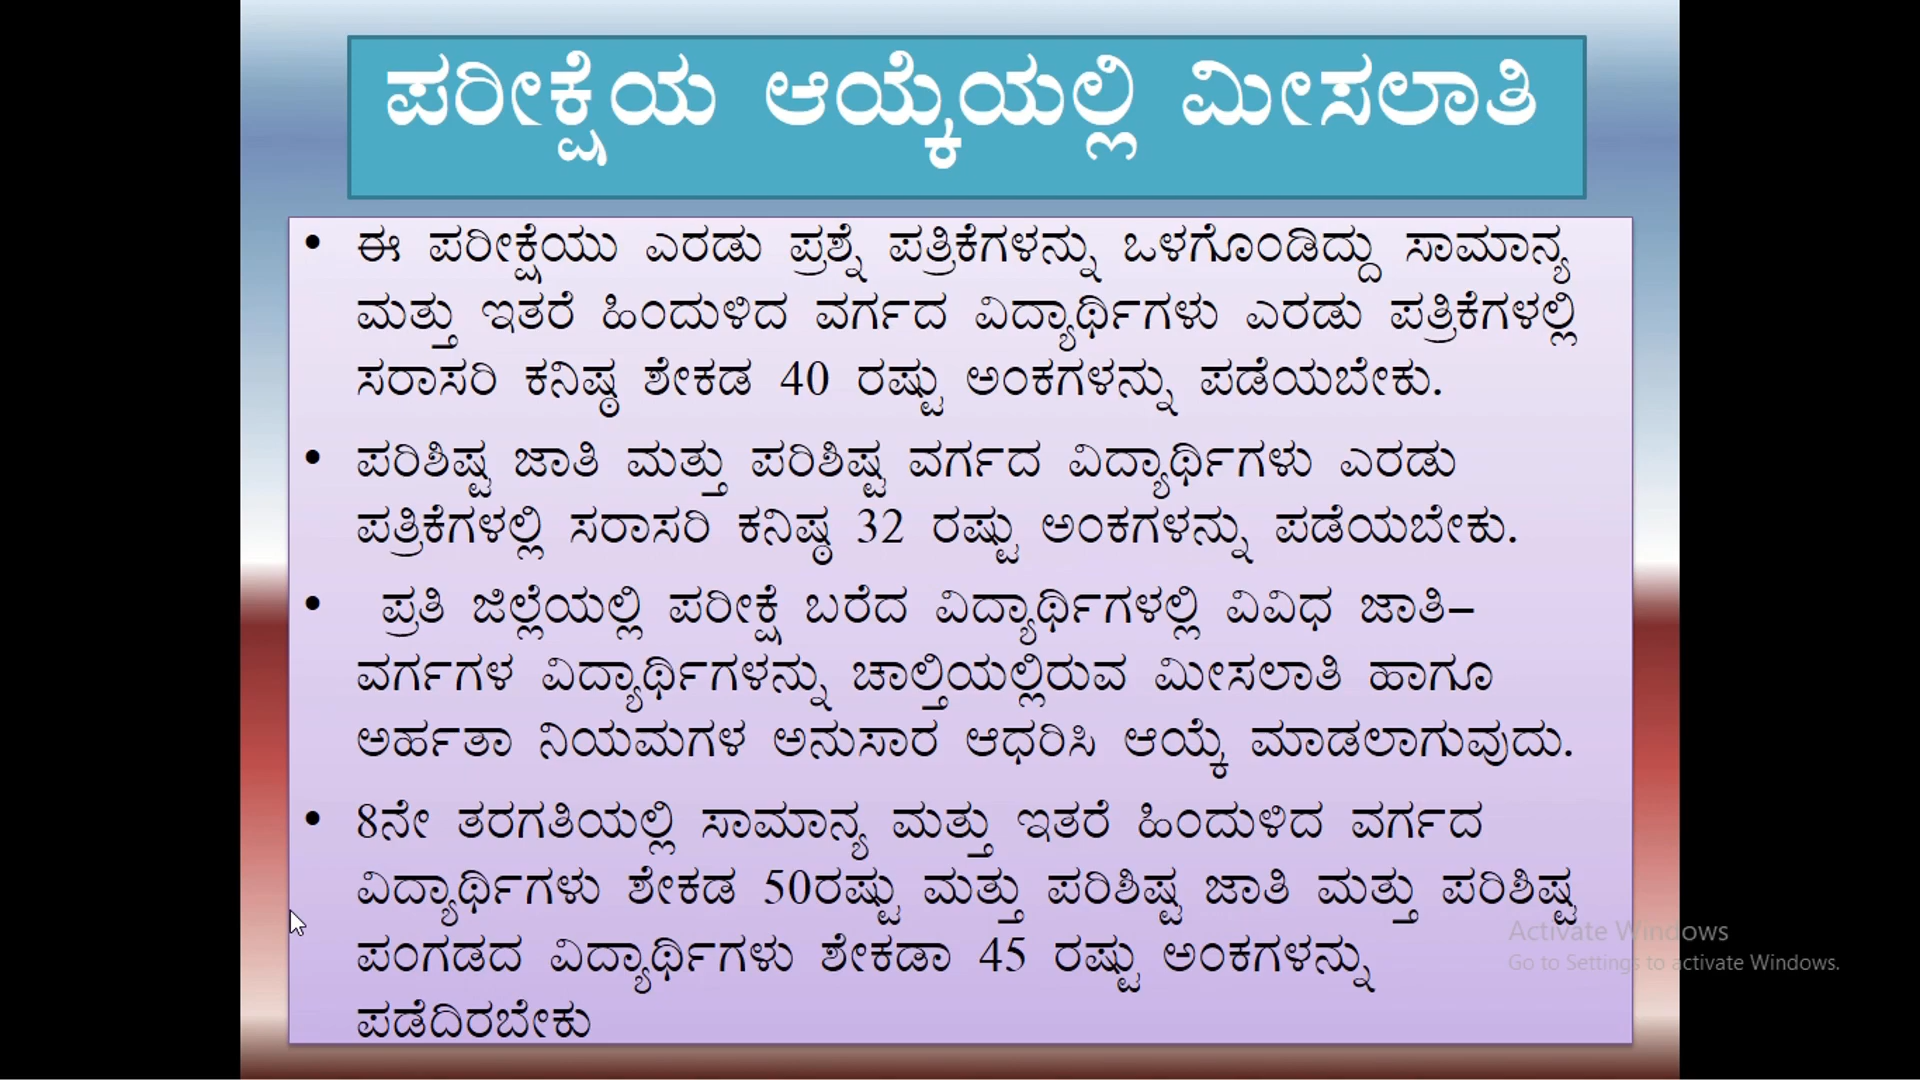 ಪರೀಕ್ಷೆಯ ಆಯ್ಕೆಯಲ್ಲಿ ಮೀಸಲಾತಿ
• ಈ ಪರೀಕ್ಷೆಯು ಎರಡು ಪ್ರಶ್ನೆ ಪತ್ರಿಕೆಗಳನ್ನು ಒಳಗೊಂಡಿದ್ದು ಸಾಮಾನ್ಯ
ಮತ್ತು ಇತರೆ ಹಿಂದುಳಿದ ವರ್ಗದ ವಿದ್ಯಾರ್ಥಿಗಳು ಎರಡು ಪತ್ರಿಕೆಗಳಲ್ಲಿ
ಸರಾಸರಿ ಕನಿಷ್ಠ ಶೇಕಡ 40 ರಷ್ಟು ಅಂಕಗಳನ್ನು ಪಡೆಯಬೇಕು.
• ಪರಿಶಿಷ್ಟ ಜಾತಿ ಮತ್ತು ಪರಿಶಿಷ್ಟ ವರ್ಗದ ವಿದ್ಯಾರ್ಥಿಗಳು ಎರಡು
ಪತ್ರಿಕೆಗಳಲ್ಲಿ ಸರಾಸರಿ ಕನಿಷ್ಠ 32 ರಷ್ಟು ಅಂಕಗಳನ್ನು ಪಡೆಯಬೇಕು.
• ಪ್ರತಿ ಜಿಲ್ಲೆಯಲ್ಲಿ ಪರೀಕ್ಷೆ ಬರೆದ ವಿದ್ಯಾರ್ಥಿಗಳಲ್ಲಿ ವಿವಿಧ ಜಾತಿ–
ವರ್ಗಗಳ ವಿದ್ಯಾರ್ಥಿಗಳನ್ನು ಚಾಲ್ತಿಯಲ್ಲಿರುವ ಮೀಸಲಾತಿ ಹಾಗೂ
ಅರ್ಹತಾ ನಿಯಮಗಳ ಅನುಸಾರ ಆಧರಿಸಿ ಆಯ್ಕೆ ಮಾಡಲಾಗುವುದು.
• 8ನೇ ತರಗತಿಯಲ್ಲಿ ಸಾಮಾನ್ಯ ಮತ್ತು ಇತರೆ ಹಿಂದುಳಿದ ವರ್ಗದ
ವಿದ್ಯಾರ್ಥಿಗಳು ಶೇಕಡ 50ರಷ್ಟು ಮತ್ತು ಪರಿಶಿಷ್ಟ ಜಾತಿ ಮತ್ತು ಪರಿಶಿಷ್ಟ
ಪಂಗಡದ ವಿದ್ಯಾರ್ಥಿಗಳು ಶೇಕಡಾ 45 ರಷ್ಟು ಅಂಕಗಳನ್ನು
ಪಡೆದಿರಬೇಕು
Activate Windows
Go to Settings to activate Windows.